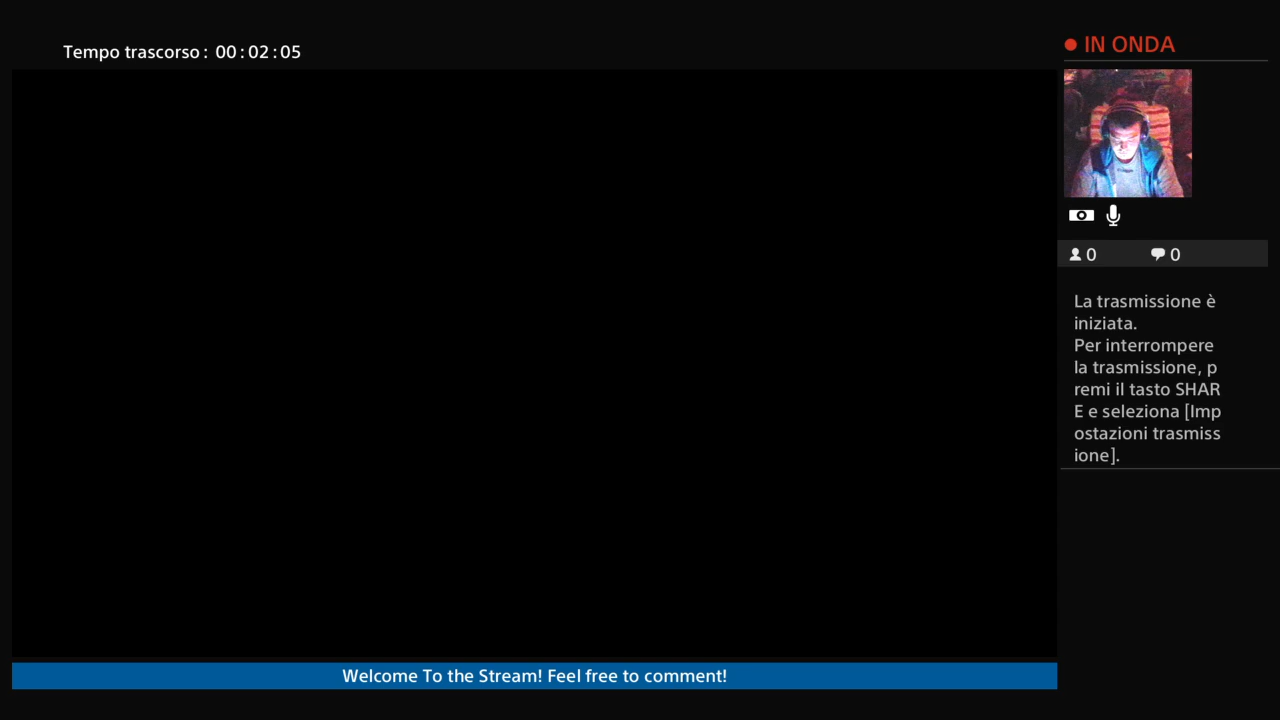 Tempo trascorso : 00 : 02 : 05
IN ONDA
0
0
La trasmissione è
iniziata.
Per interrompere
la trasmissione, p
remi il tasto SHAR
E e seleziona [Imp
ostazioni trasmiss
ione].
Welcome To the Stream! Feel free to comment!